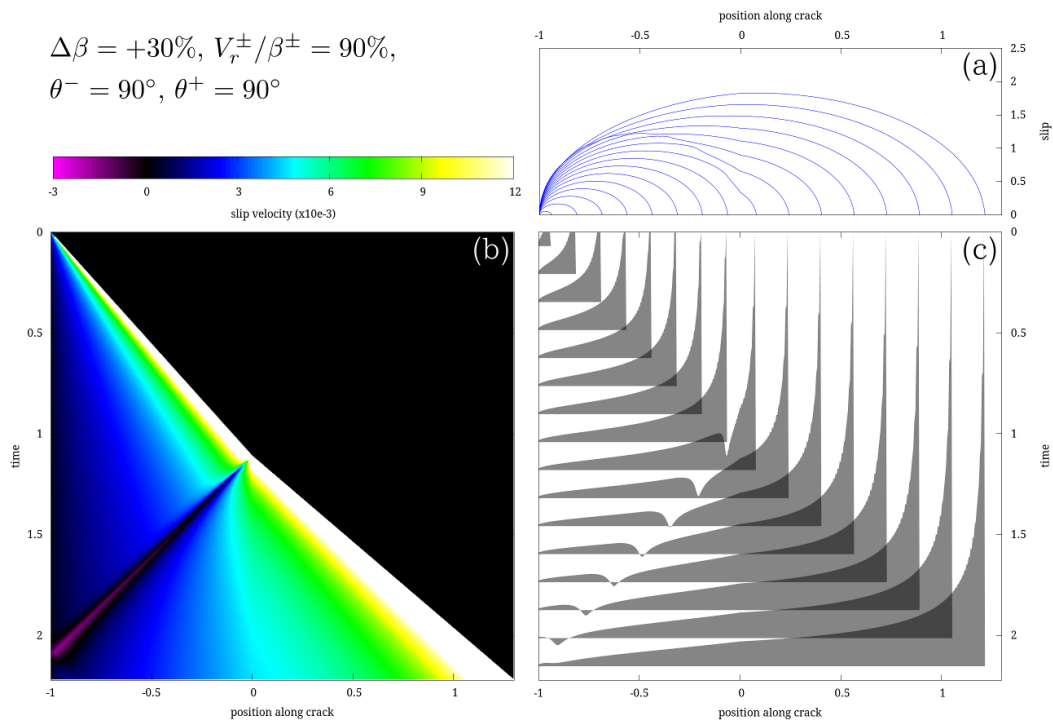 Δβ = +30%, V_r^±/β^± = 90%,
θ^− = 90°, θ^+ = 90°
-3 0 3 6 9 12
slip velocity (x10e-3)
position along crack
-1 -0.5 0 0.5 1
(a)
2.5
2
1.5
1
0.5
0
slip
(b)
0
0.5
1
1.5
2
time
-1 -0.5 0 0.5 1
position along crack
(c)
0
0.5
1
1.5
2
time
-1 -0.5 0 0.5 1
position along crack